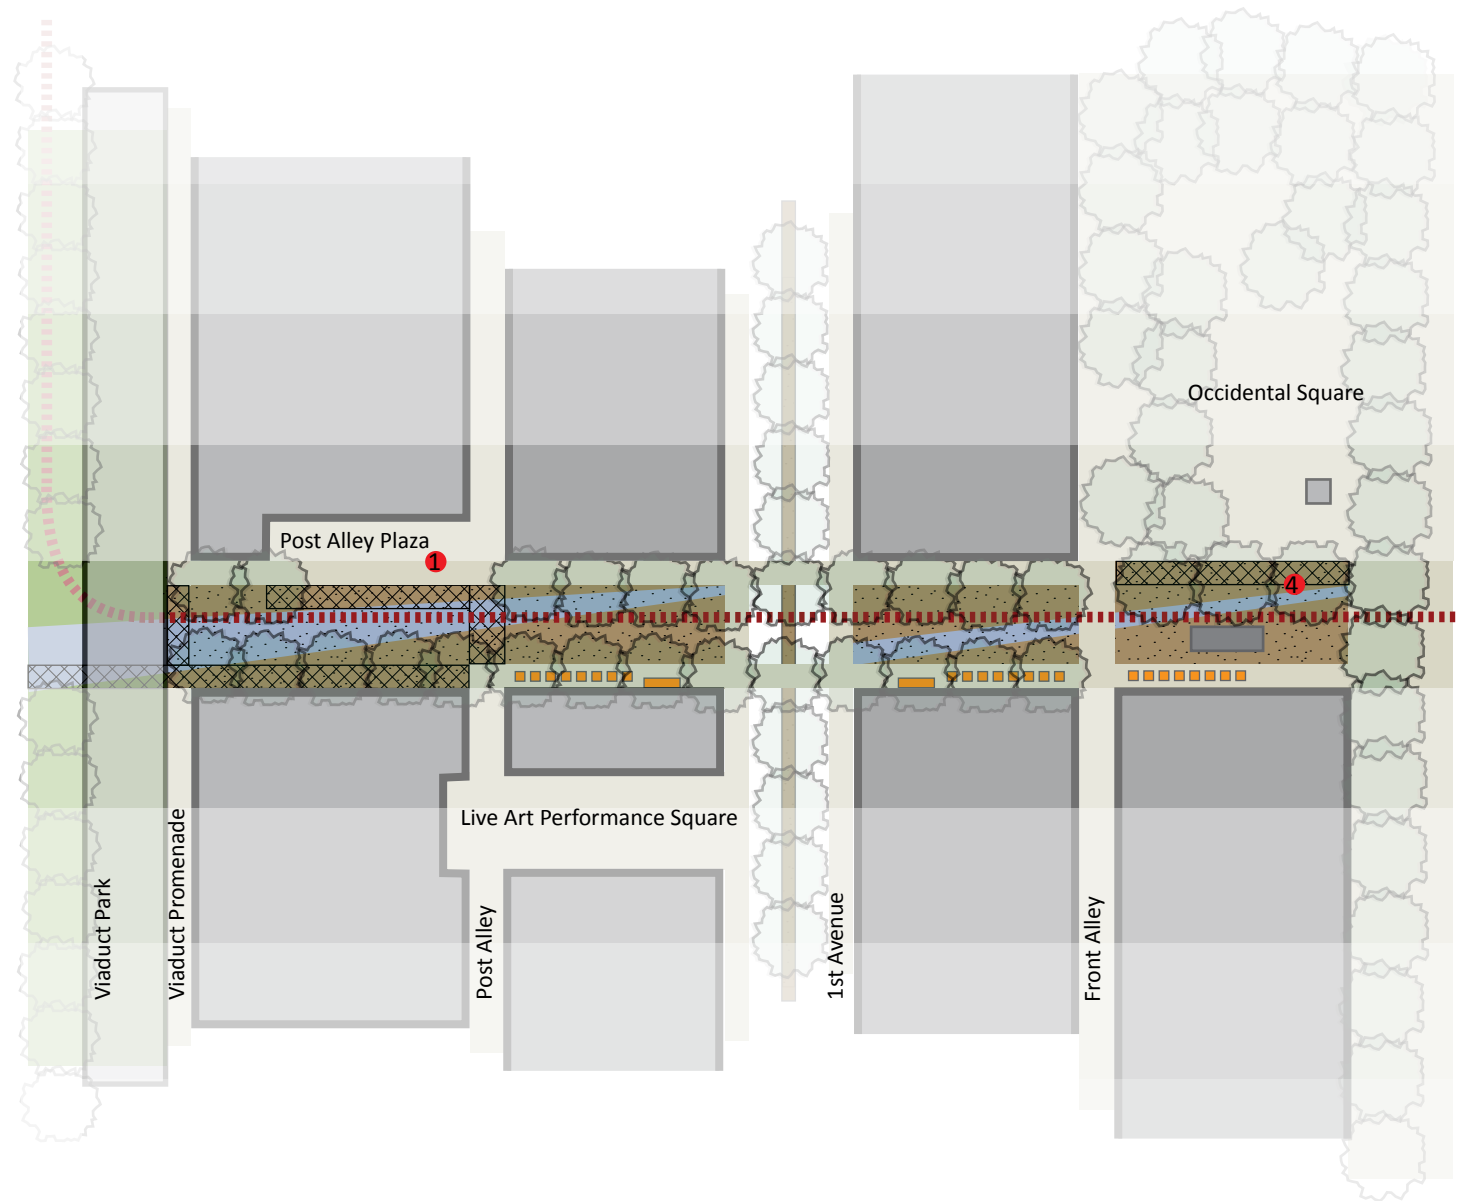 Occidental Square
Post Alley Plaza
1
4
Live Art Performance Square
Viaduct Park
Viaduct Promenade
Post Alley
1st Avenue
Front Alley